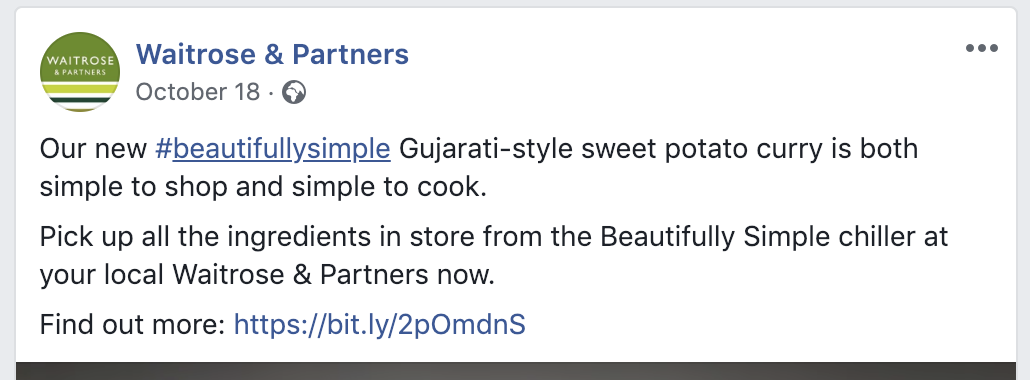 WAITROSE
& PARTNERS
Waitrose & Partners
October 18 ·
Our new #beautifullysimple Gujarati-style sweet potato curry is both
simple to shop and simple to cook.
Pick up all the ingredients in store from the Beautifully Simple chiller at
your local Waitrose & Partners now.
Find out more: https://bit.ly/2pOmdnS